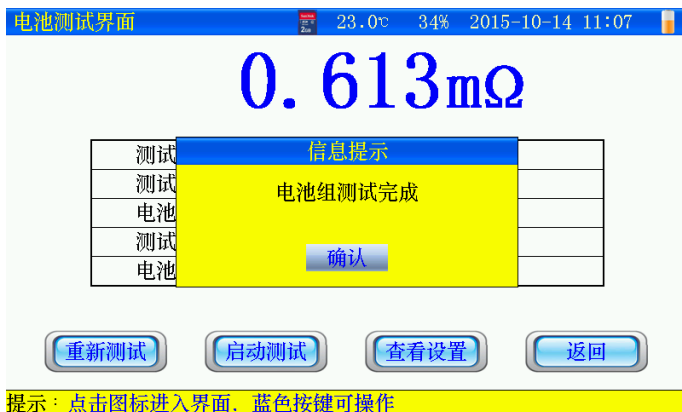 电池测试界面 23.0℃ 34% 2015-10-14 11:07
0.613mΩ
测试
信息提示
测试
电池组测试完成
电池
测试
确认
电池
重新测试 启动测试 查看设置 返回
提示：点击图标进入界面，蓝色按键可操作